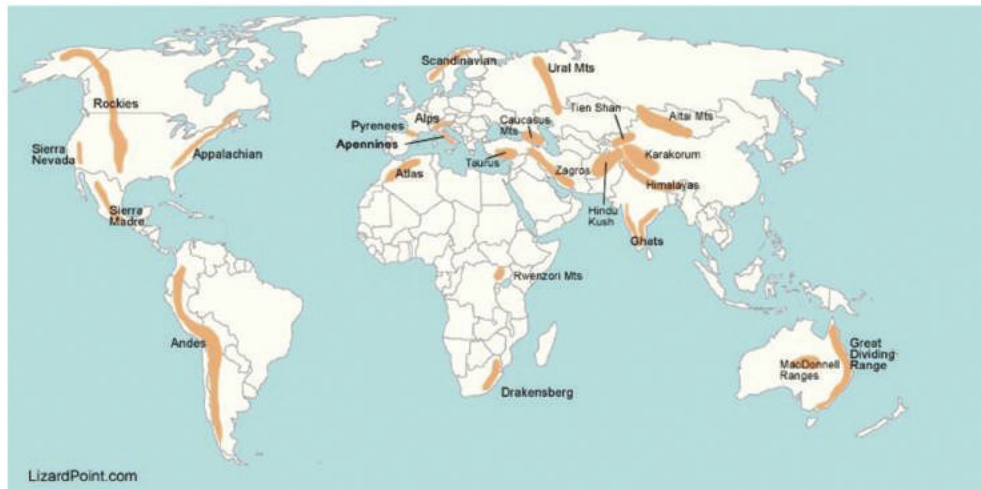 Scandinavian
Ural Mts
Rockies
Tien Shan
Altai Mts
Alps
Pyrenees
Caucasus
Mts
Apennines
Sierra
Nevada
Appalachian
Karakorum
Taurus
Zagros
Atlas
Himalayas
Sierra
Madre
Hindu
Kush
Ghats
Rwenzori Mts
Andes
Great
Dividing
Range
MacDonnell
Ranges
Drakensberg
LizardPoint.com